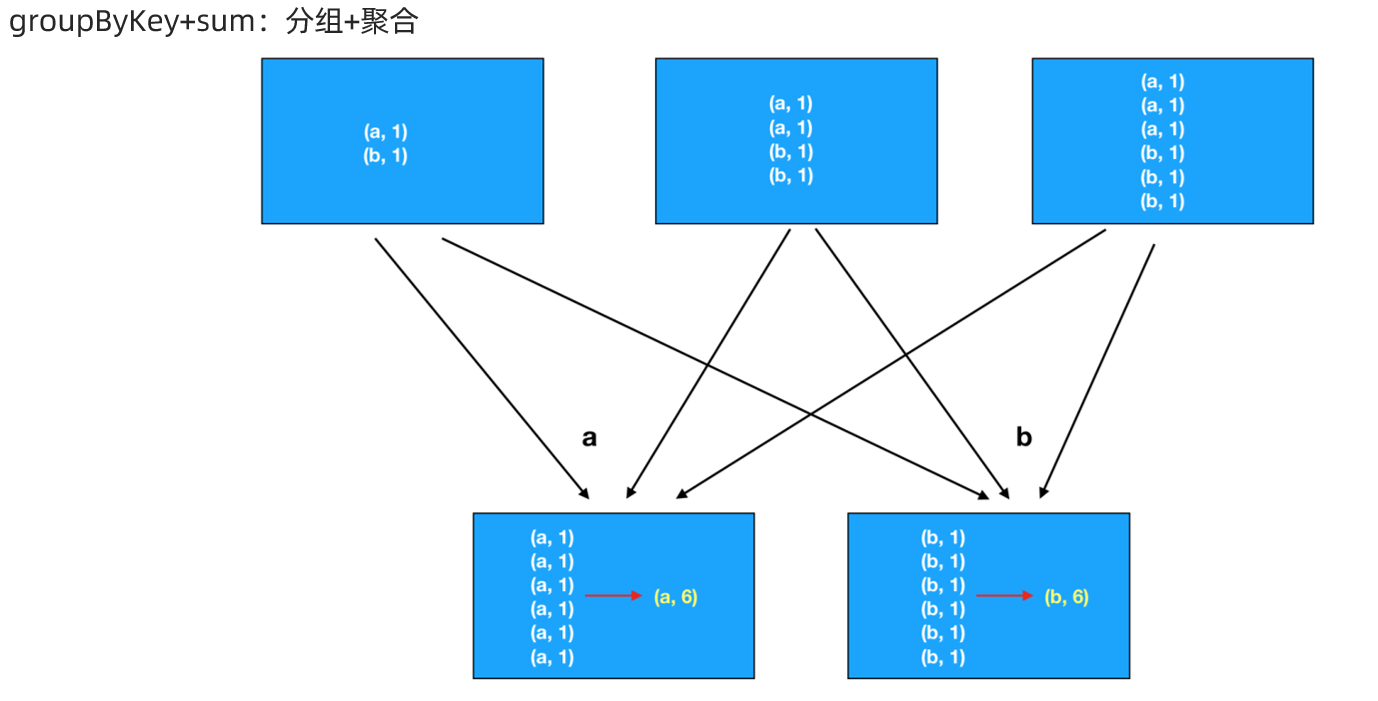 groupByKey+sum：分组+聚合
(a, 1)
(b, 1)
(a, 1)
(a, 1)
(b, 1)
(b, 1)
(a, 1)
(a, 1)
(a, 1)
(b, 1)
(b, 1)
(b, 1)
a
b
(a, 1)
(a, 1)
(a, 1)
(a, 1)
(a, 1)
(a, 1)
(a, 6)
(b, 1)
(b, 1)
(b, 1)
(b, 1)
(b, 1)
(b, 1)
(b, 6)